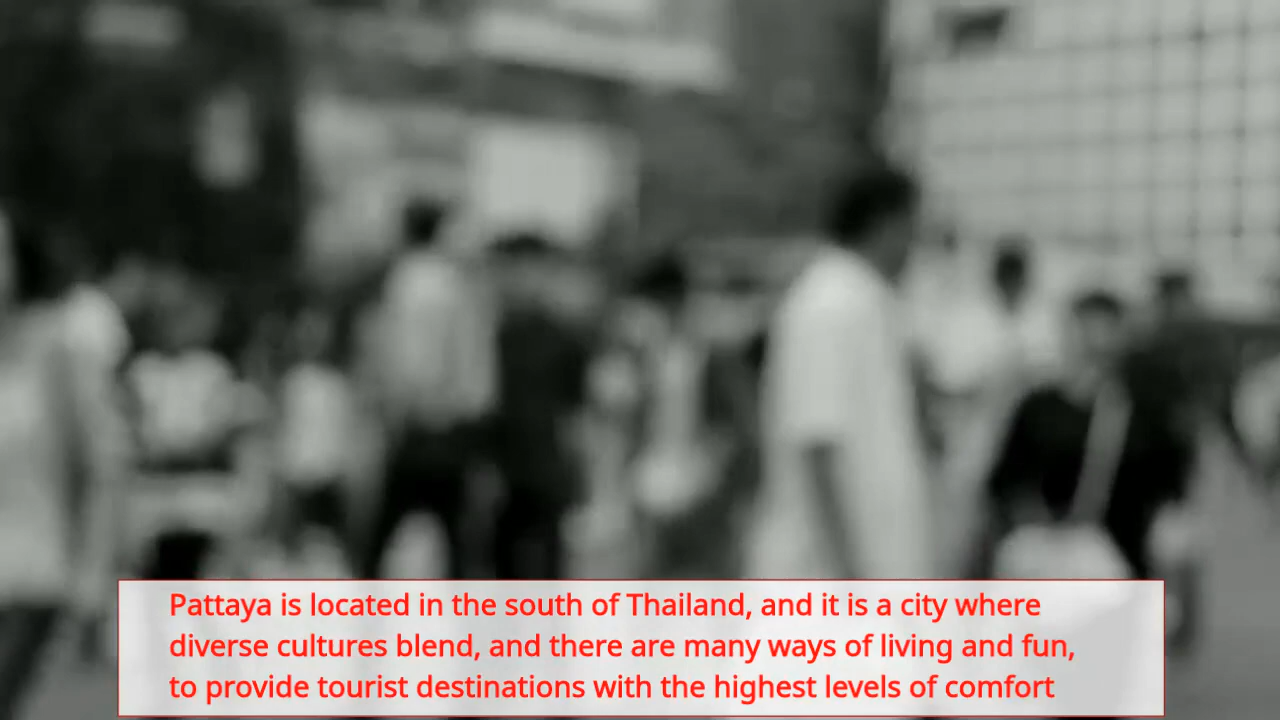 Pattaya is located in the south of Thailand, and it is a city where
diverse cultures blend, and there are many ways of living and fun,
to provide tourist destinations with the highest levels of comfort